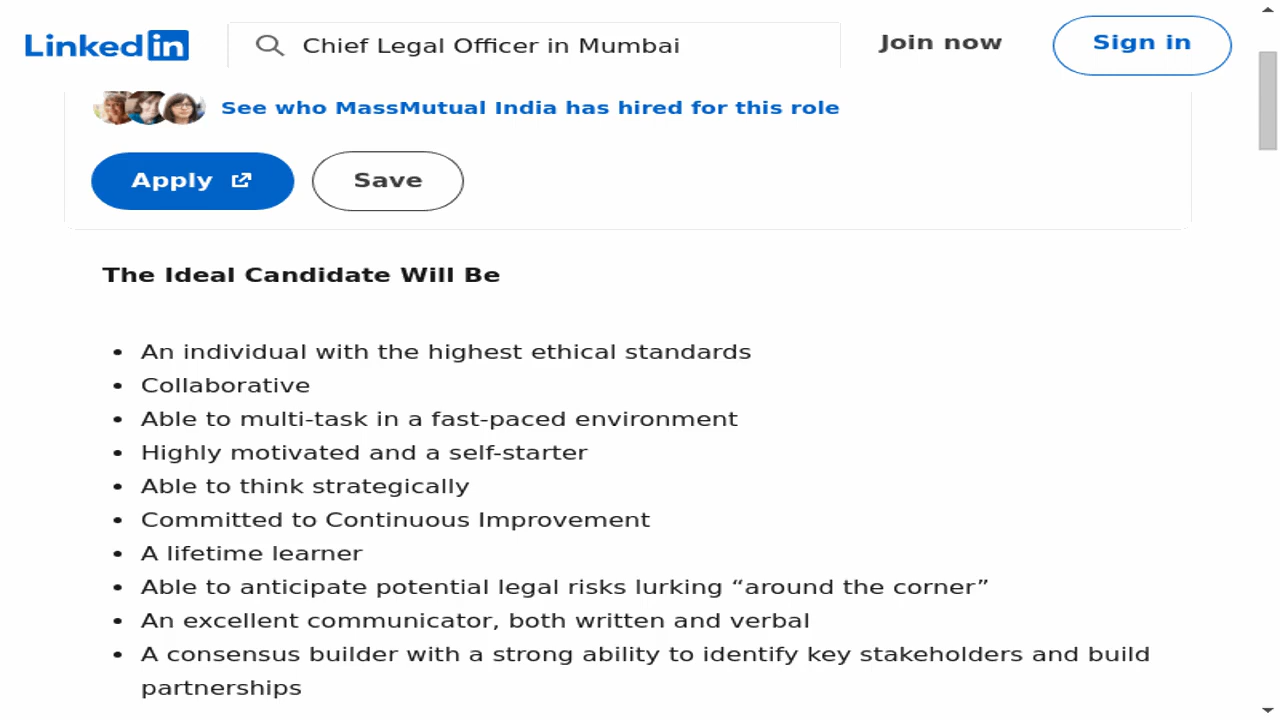 LinkedIn
Chief Legal Officer in Mumbai
Join now
Sign in
See who MassMutual India has hired for this role
Apply
Save
The Ideal Candidate Will Be
• An individual with the highest ethical standards
• Collaborative
• Able to multi-task in a fast-paced environment
• Highly motivated and a self-starter
• Able to think strategically
• Committed to Continuous Improvement
• A lifetime learner
• Able to anticipate potential legal risks lurking “around the corner”
• An excellent communicator, both written and verbal
• A consensus builder with a strong ability to identify key stakeholders and build
partnerships